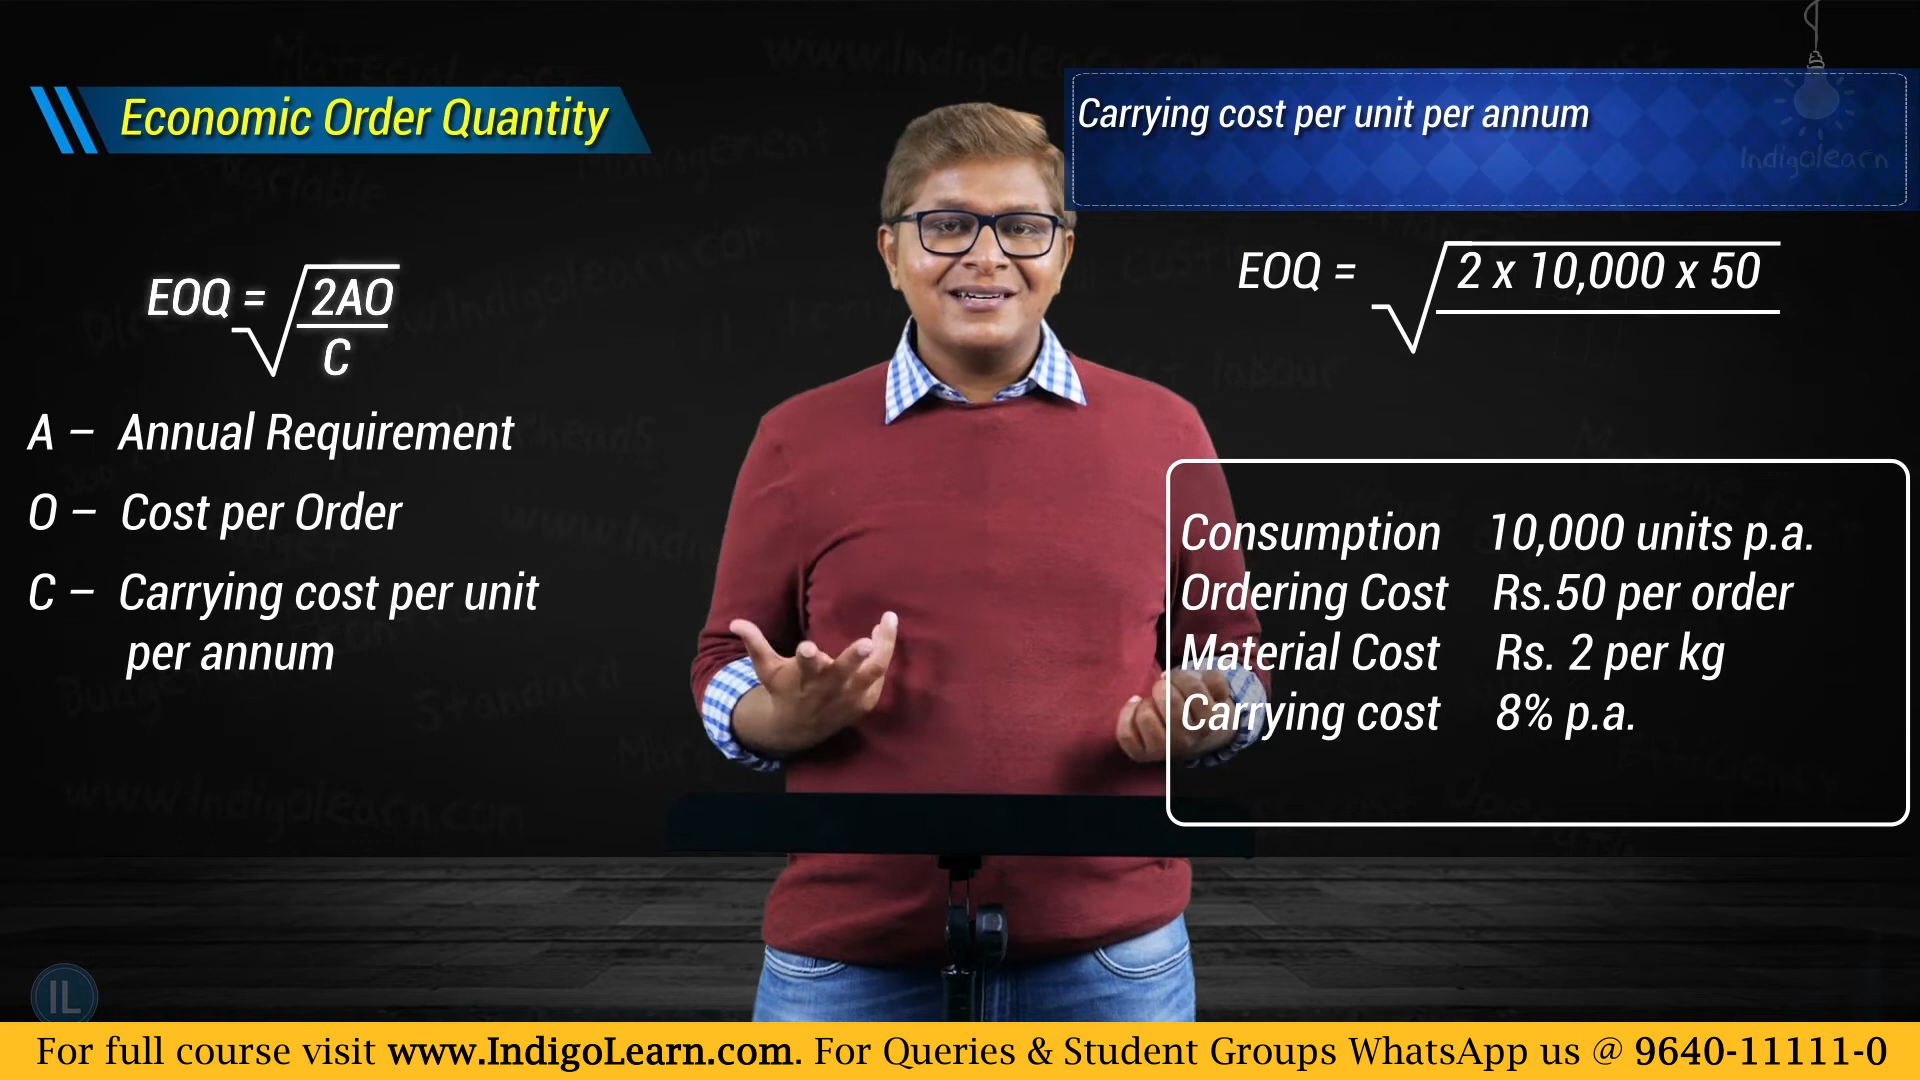 Economic Order Quantity
Carrying cost per unit per annum
Indigolearn
EOQ = √2AO
C
EOQ = √2 x 10,000 x 50
A – Annual Requirement
O – Cost per Order
C – Carrying cost per unit
per annum
Consumption 10,000 units p.a.
Ordering Cost Rs.50 per order
Material Cost Rs. 2 per kg
Carrying cost 8% p.a.
www.Indigolearn.com
IL
For full course visit www.IndigoLearn.com. For Queries & Student Groups WhatsApp us @ 9640-11111-0